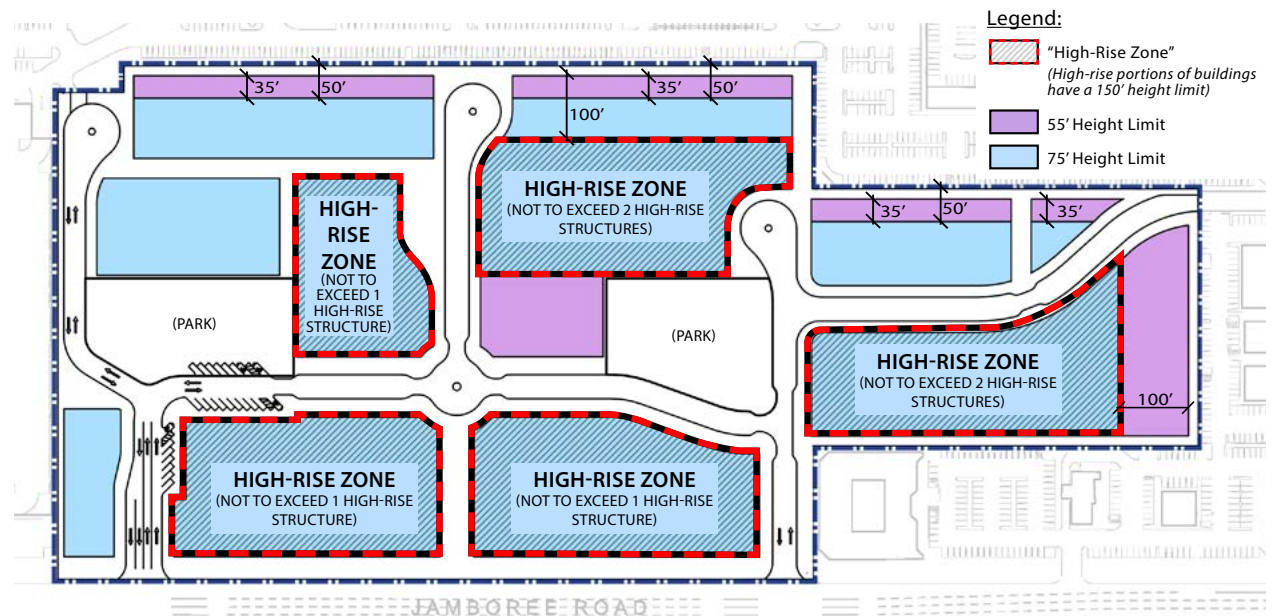 Legend:
"High-Rise Zone"
(High-rise portions of buildings
have a 150' height limit)
55' Height Limit
75' Height Limit
35'
50'
35'
50'
100'
HIGH-RISE ZONE
(NOT TO EXCEED 2 HIGH-RISE
STRUCTURES)
HIGH-
RISE
ZONE
(NOT TO
EXCEED 1
HIGH-RISE
STRUCTURE)
35'
50'
35'
(PARK)
(PARK)
HIGH-RISE ZONE
(NOT TO EXCEED 2 HIGH-RISE
STRUCTURES)
100'
HIGH-RISE ZONE
(NOT TO EXCEED 1 HIGH-RISE
STRUCTURE)
HIGH-RISE ZONE
(NOT TO EXCEED 1 HIGH-RISE
STRUCTURE)
JAMBOREE ROAD